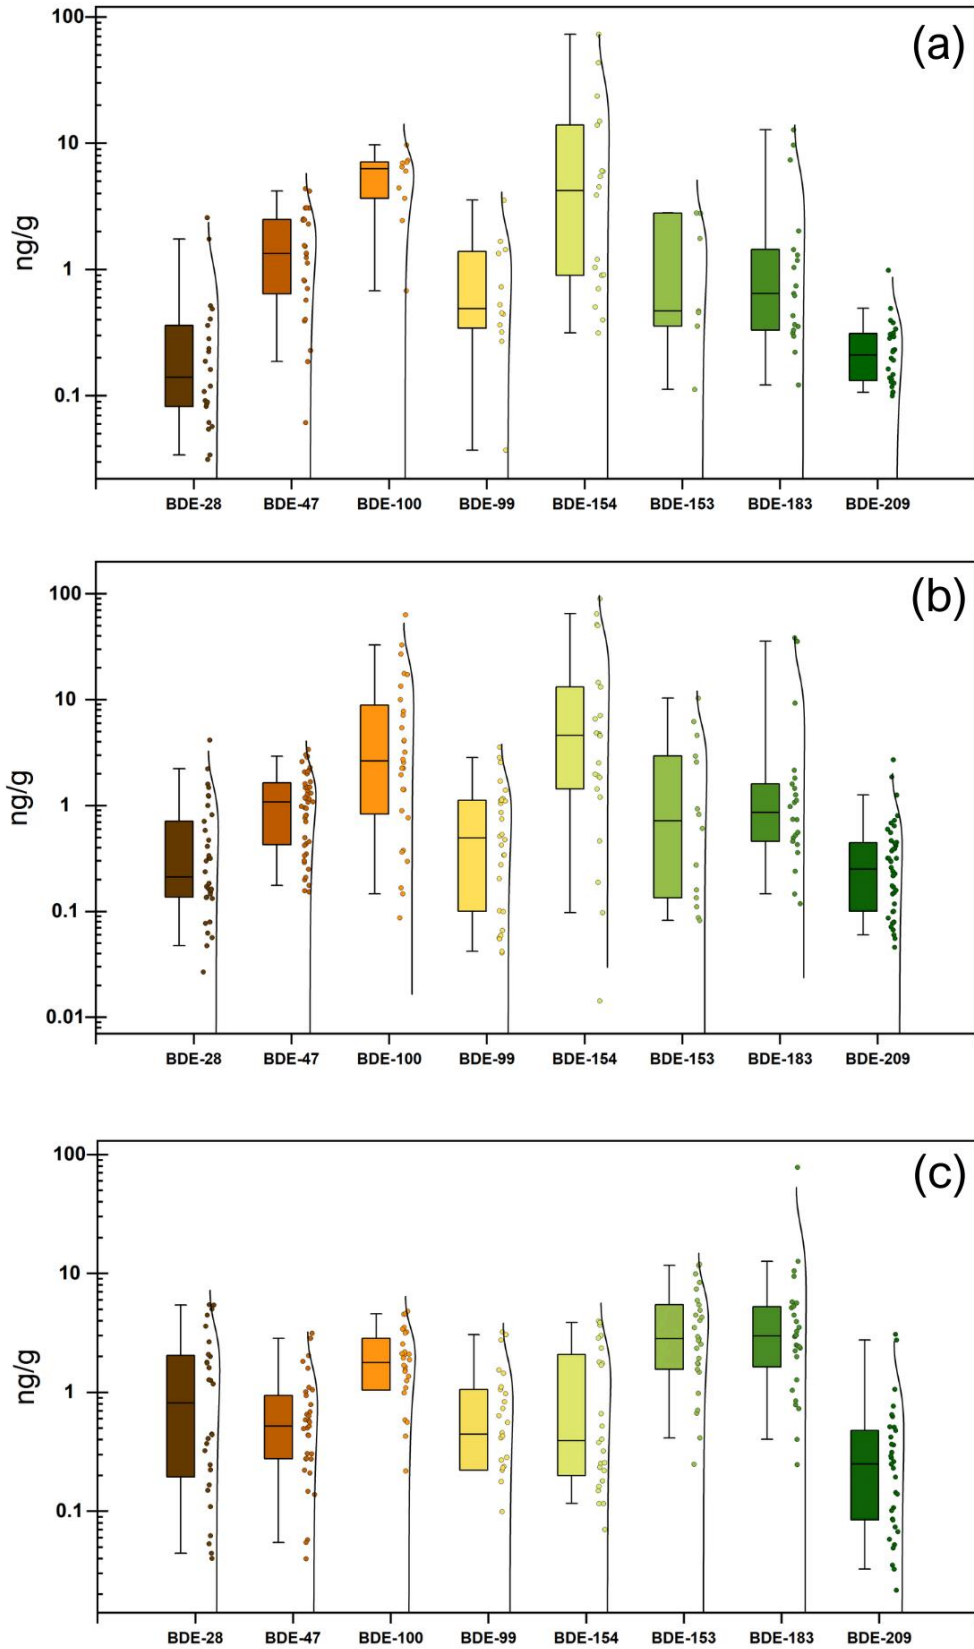 (a)
100
10
1
0.1
ng/g
BDE-28 BDE-47 BDE-100 BDE-99 BDE-154 BDE-153 BDE-183 BDE-209
(b)
100
10
1
0.1
0.01
ng/g
BDE-28 BDE-47 BDE-100 BDE-99 BDE-154 BDE-153 BDE-183 BDE-209
(c)
100
10
1
0.1
ng/g
BDE-28 BDE-47 BDE-100 BDE-99 BDE-154 BDE-153 BDE-183 BDE-209